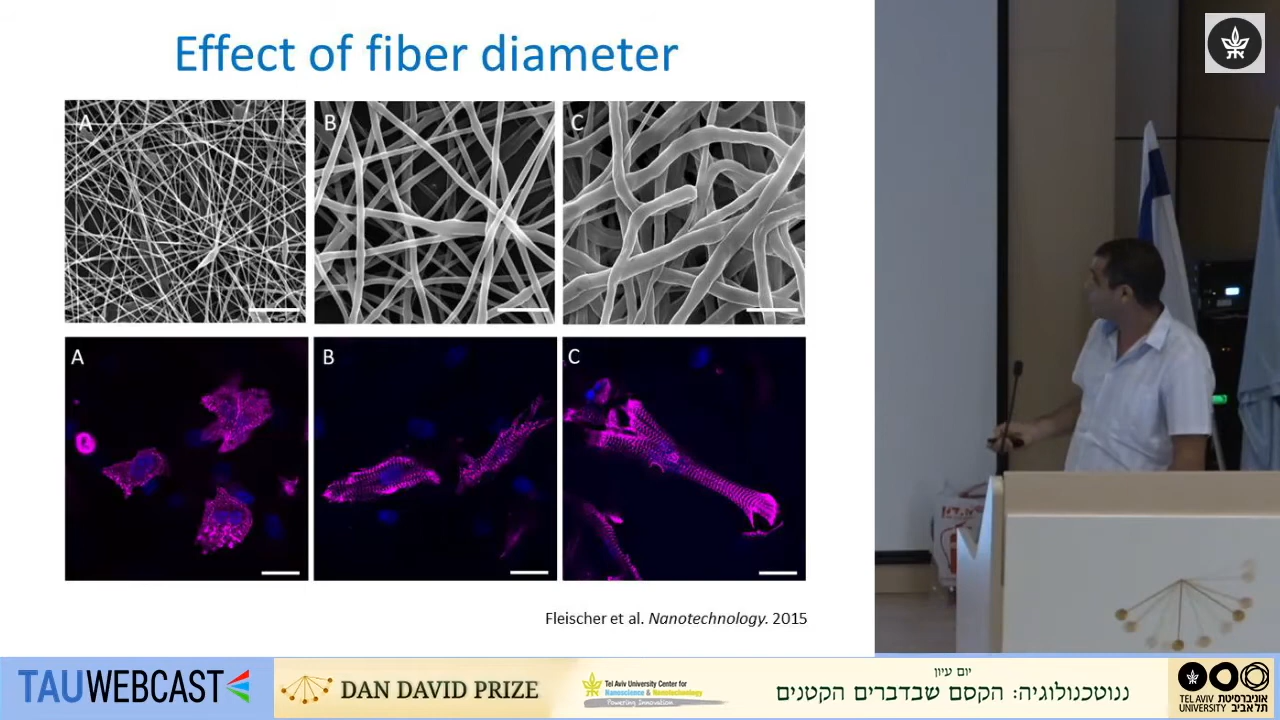 Effect of fiber diameter
A
B
C
A
B
C
Fleischer et al. Nanotechnology. 2015
TAUWEBCAST
DAN DAVID PRIZE
Tel Aviv University Center for
Nanoscience & Nanotechnology
Powering Innovation
יום עיון
ננוטכנולוגיה: הקסם שבדברים הקטנים
TEL AVIV אוניברסיטת
UNIVERSITY תל אביב